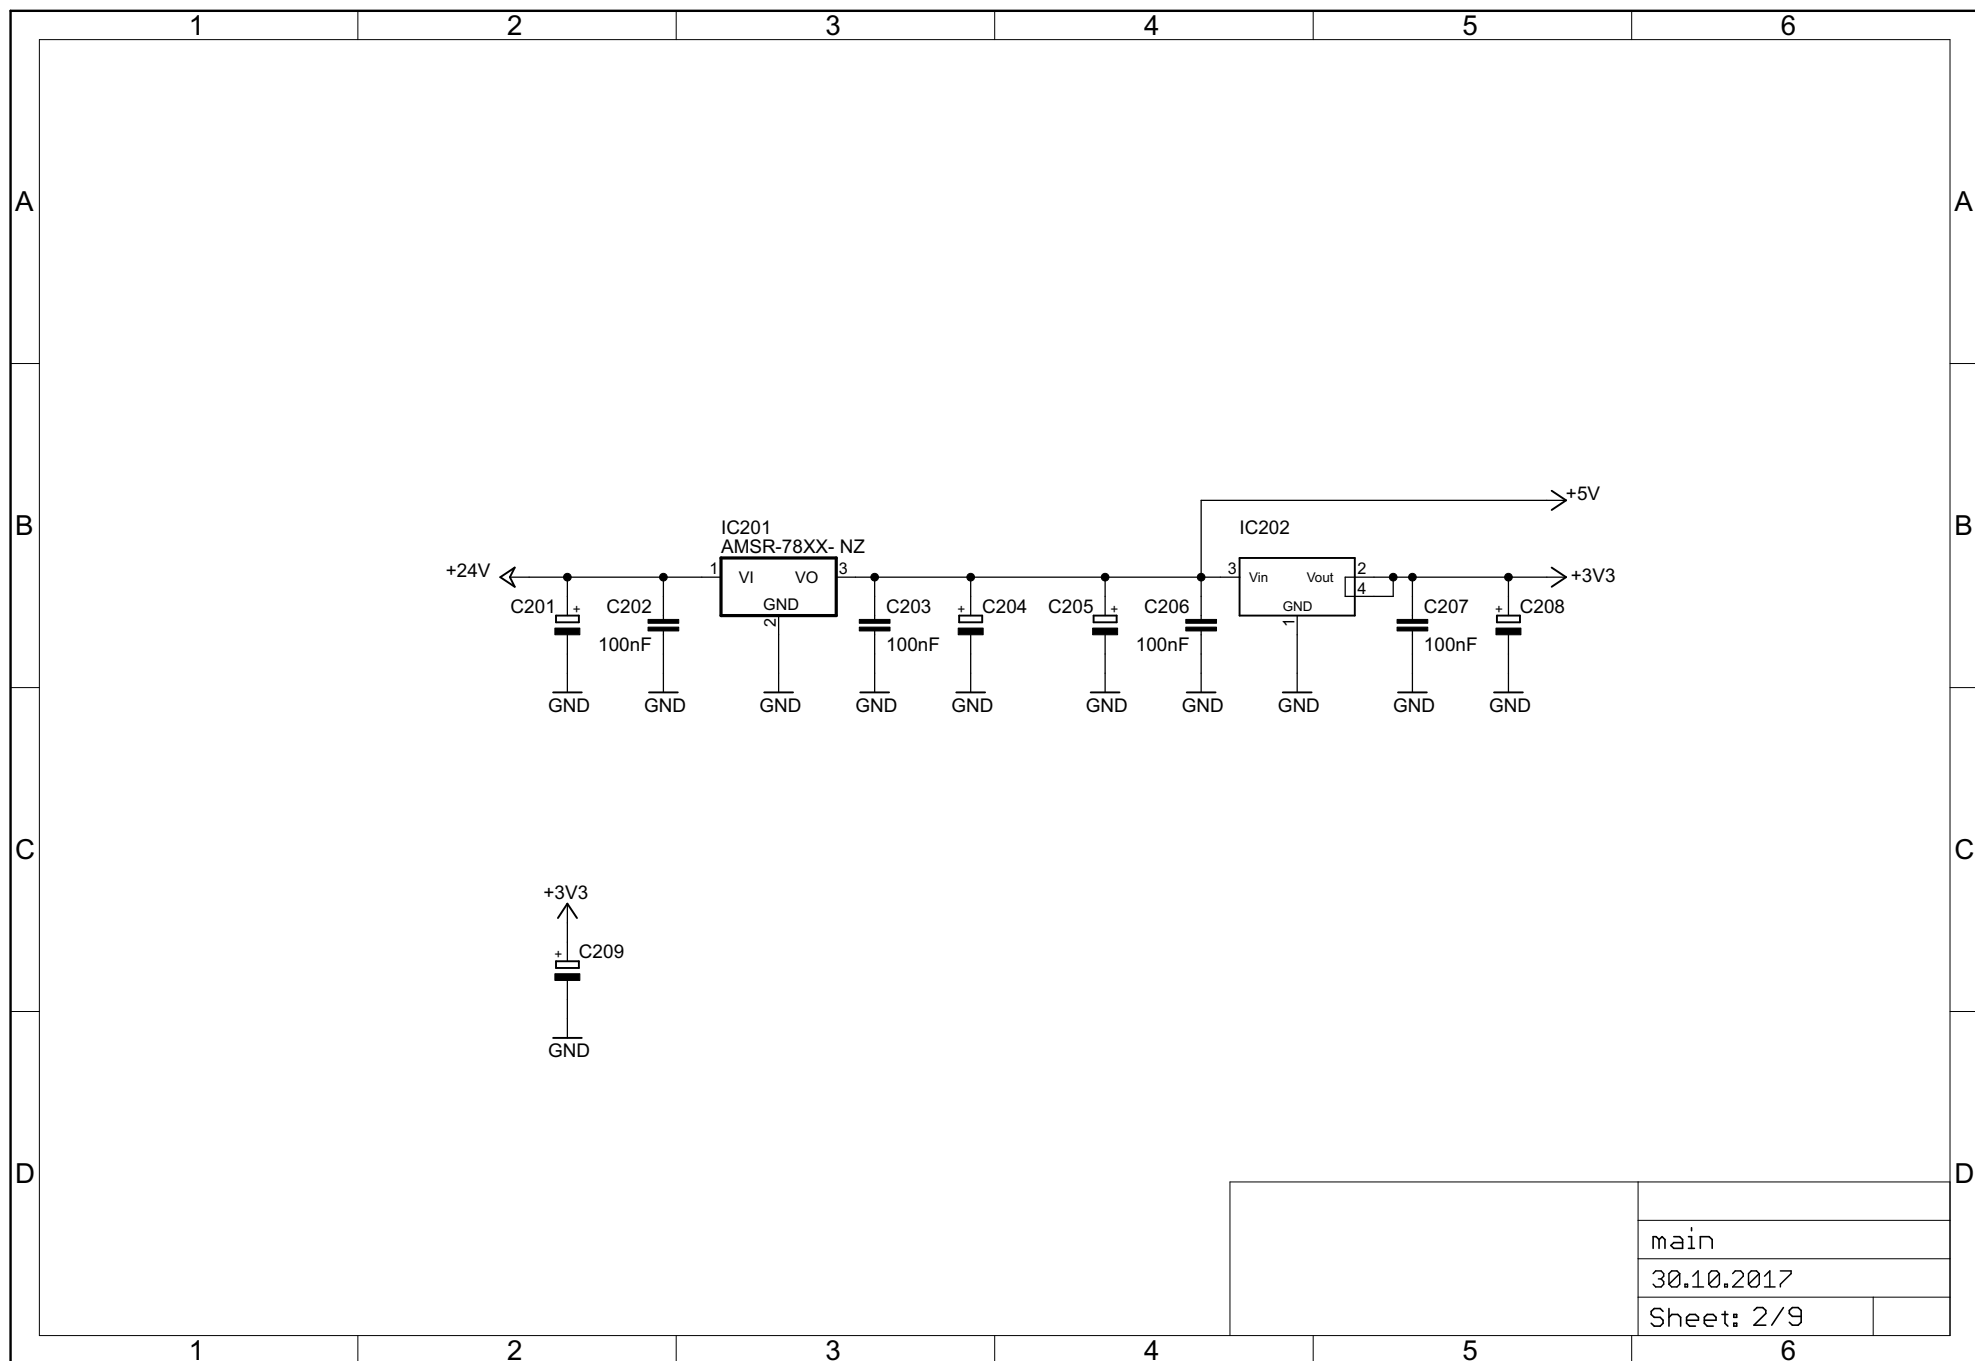 1 2 3 4 5 6
A A
+5V
B IC201 IC202 B
AMSR-78XX- NZ
+24V 1 VI VO 3 3 Vin Vout 2 +3V3
4
C201 + C202 GND C203 + C204 C205 + C206 GND C207 + C208
2 1
100nF 100nF 100nF 100nF
GND GND GND GND GND GND GND GND GND GND
C C
+3V3
+ C209
GND
D D
main
30.10.2017
Sheet: 2/9
1 2 3 4 5 6